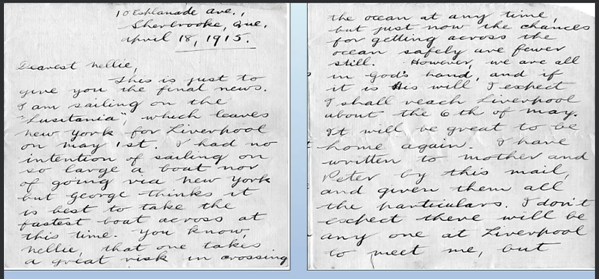 10 Esplanade Ave.,
Sherbrooke, Que.
April 18, 1915.
Dearest Nellie,
This is just to
give you the final news.
I am sailing on the
"Lusitania" which leaves
New York for Liverpool
on May 1st. I had no
intention of sailing on
so large a boat nor
of going via New York
but George thinks it
is best to take the
fastest boat across at
this time. You know,
Nellie, that one takes
a great risk in crossing
the ocean at any time
but just now the chances
for getting across the
ocean safely are fewer
still. However, we are all
in God's hand, and if
it is His will I expect
I shall reach Liverpool
about the 6th of May.
It will be great to be
home again. I have
written to mother and
Peter by this mail,
and given them all
the particulars. I don't
expect there will be
any one at Liverpool
to meet me, but